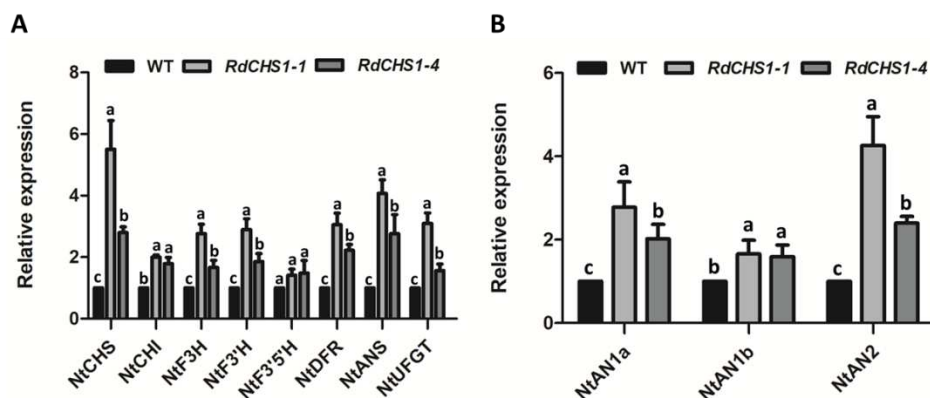 A
WT RdCHS1-1 RdCHS1-4
Relative expression
8
6
4
2
0
c a b
b a a
c a b
c a b
a a a
c a b
c a b
c a b
NtCHS NtCHI NtF3H NtF3'H NtF3'5'H NtDFR NtANS NtUFGT
B
WT RdCHS1-1 RdCHS1-4
Relative expression
6
4
2
0
c a b
b a a
c a b
NtAN1a NtAN1b NtAN2